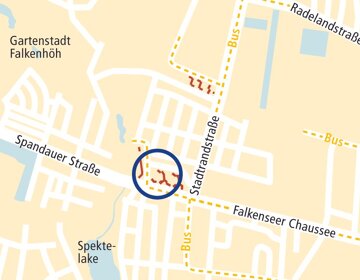 Radelandstraße
Bus
Gartenstadt
Falkenhöh
Bus
Stadtrandstraße
Spandauer Straße
Falkenseer Chaussee
Bus
Spekte-
lake